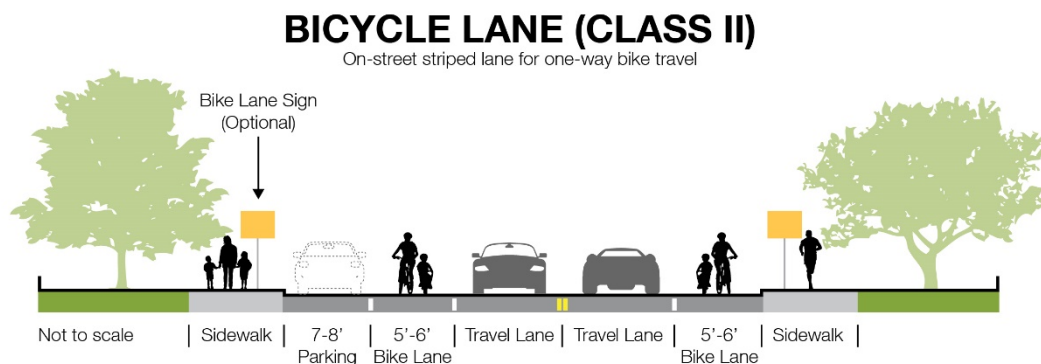 BICYCLE LANE (CLASS II)
On-street striped lane for one-way bike travel
Bike Lane Sign
(Optional)
Not to scale
Sidewalk
7-8’
Parking
5’-6’
Bike Lane
Travel Lane
Travel Lane
5’-6’
Bike Lane
Sidewalk